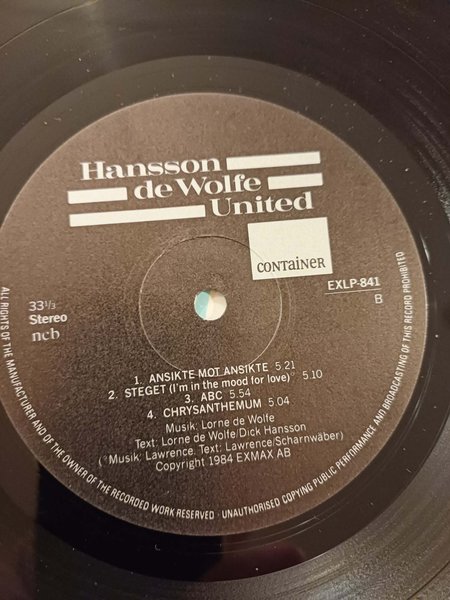 Hansson
de Wolfe
United
CONTAINER
EXLP-841
B
33⅓
Stereo
ncb
1. ANSIKTE MOT ANSIKTE 5.21
2. STEGET (I'm in the mood for love)* 5.10
3. ABC 5.54
4. CHRYSANTHEMUM 5:04
Musik: Lorne de Wolfe
Text: Lorne de Wolfe/Dick Hansson
(*Musik: Lawrence. Text: Lawrence/Scharnwäber)
Copyright 1984 EXMAX AB
ALL RIGHTS OF THE MANUFACTURER AND OF THE OWNER OF THE RECORDED WORK RESERVED · UNAUTHORISED COPYING PUBLIC PERFORMANCE AND BROADCASTING OF THIS RECORD PROHIBITED